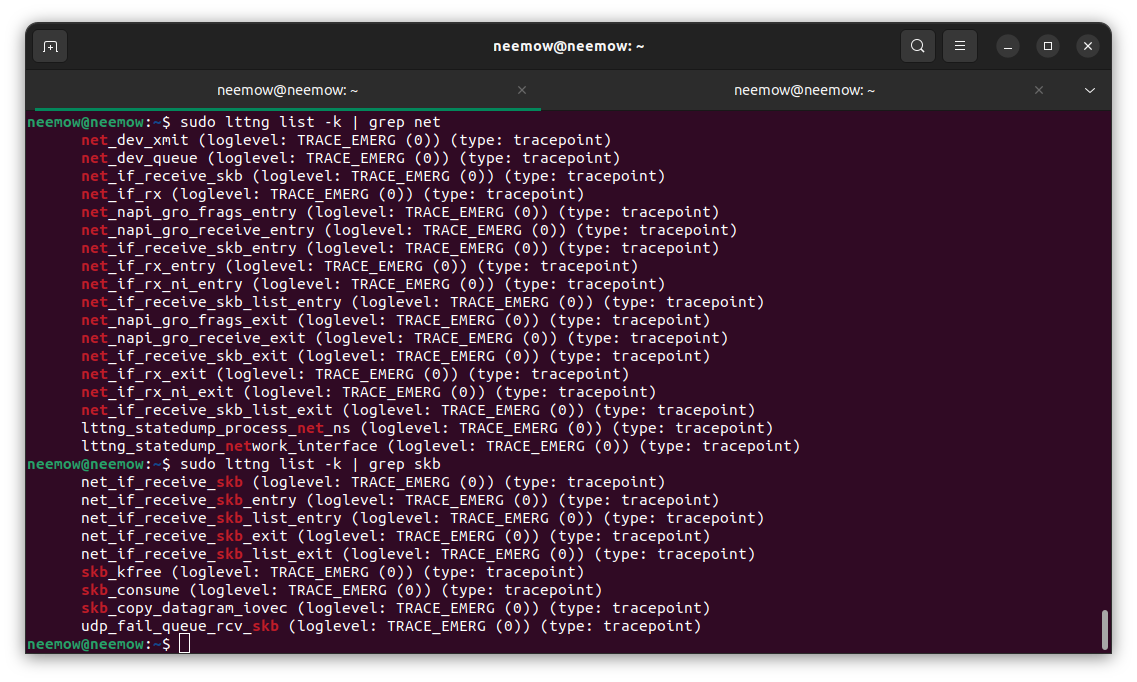 neemow@neemow: ~
neemow@neemow: ~ neemow@neemow: ~
neemow@neemow:~$ sudo lttng list -k | grep net
net_dev_xmit (loglevel: TRACE_EMERG (0)) (type: tracepoint)
net_dev_queue (loglevel: TRACE_EMERG (0)) (type: tracepoint)
net_if_receive_skb (loglevel: TRACE_EMERG (0)) (type: tracepoint)
net_if_rx (loglevel: TRACE_EMERG (0)) (type: tracepoint)
net_napi_gro_frags_entry (loglevel: TRACE_EMERG (0)) (type: tracepoint)
net_napi_gro_receive_entry (loglevel: TRACE_EMERG (0)) (type: tracepoint)
net_if_receive_skb_entry (loglevel: TRACE_EMERG (0)) (type: tracepoint)
net_if_rx_entry (loglevel: TRACE_EMERG (0)) (type: tracepoint)
net_if_rx_ni_entry (loglevel: TRACE_EMERG (0)) (type: tracepoint)
net_if_receive_skb_list_entry (loglevel: TRACE_EMERG (0)) (type: tracepoint)
net_napi_gro_frags_exit (loglevel: TRACE_EMERG (0)) (type: tracepoint)
net_napi_gro_receive_exit (loglevel: TRACE_EMERG (0)) (type: tracepoint)
net_if_receive_skb_exit (loglevel: TRACE_EMERG (0)) (type: tracepoint)
net_if_rx_exit (loglevel: TRACE_EMERG (0)) (type: tracepoint)
net_if_rx_ni_exit (loglevel: TRACE_EMERG (0)) (type: tracepoint)
net_if_receive_skb_list_exit (loglevel: TRACE_EMERG (0)) (type: tracepoint)
lttng_statedump_process_net_ns (loglevel: TRACE_EMERG (0)) (type: tracepoint)
lttng_statedump_network_interface (loglevel: TRACE_EMERG (0)) (type: tracepoint)
neemow@neemow:~$ sudo lttng list -k | grep skb
net_if_receive_skb (loglevel: TRACE_EMERG (0)) (type: tracepoint)
net_if_receive_skb_entry (loglevel: TRACE_EMERG (0)) (type: tracepoint)
net_if_receive_skb_list_entry (loglevel: TRACE_EMERG (0)) (type: tracepoint)
net_if_receive_skb_exit (loglevel: TRACE_EMERG (0)) (type: tracepoint)
net_if_receive_skb_list_exit (loglevel: TRACE_EMERG (0)) (type: tracepoint)
skb_kfree (loglevel: TRACE_EMERG (0)) (type: tracepoint)
skb_consume (loglevel: TRACE_EMERG (0)) (type: tracepoint)
skb_copy_datagram_iovec (loglevel: TRACE_EMERG (0)) (type: tracepoint)
udp_fail_queue_rcv_skb (loglevel: TRACE_EMERG (0)) (type: tracepoint)
neemow@neemow:~$